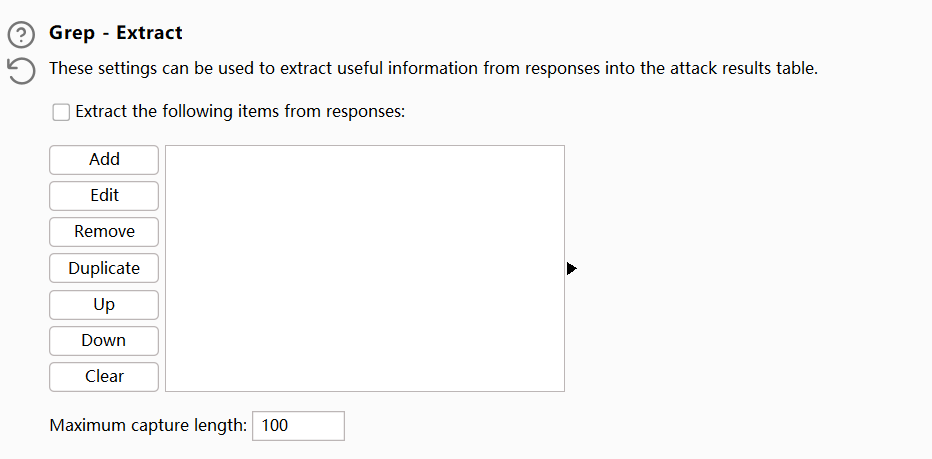 Grep - Extract
These settings can be used to extract useful information from responses into the attack results table.
Extract the following items from responses:
Add
Edit
Remove
Duplicate
Up
Down
Clear
Maximum capture length: 100